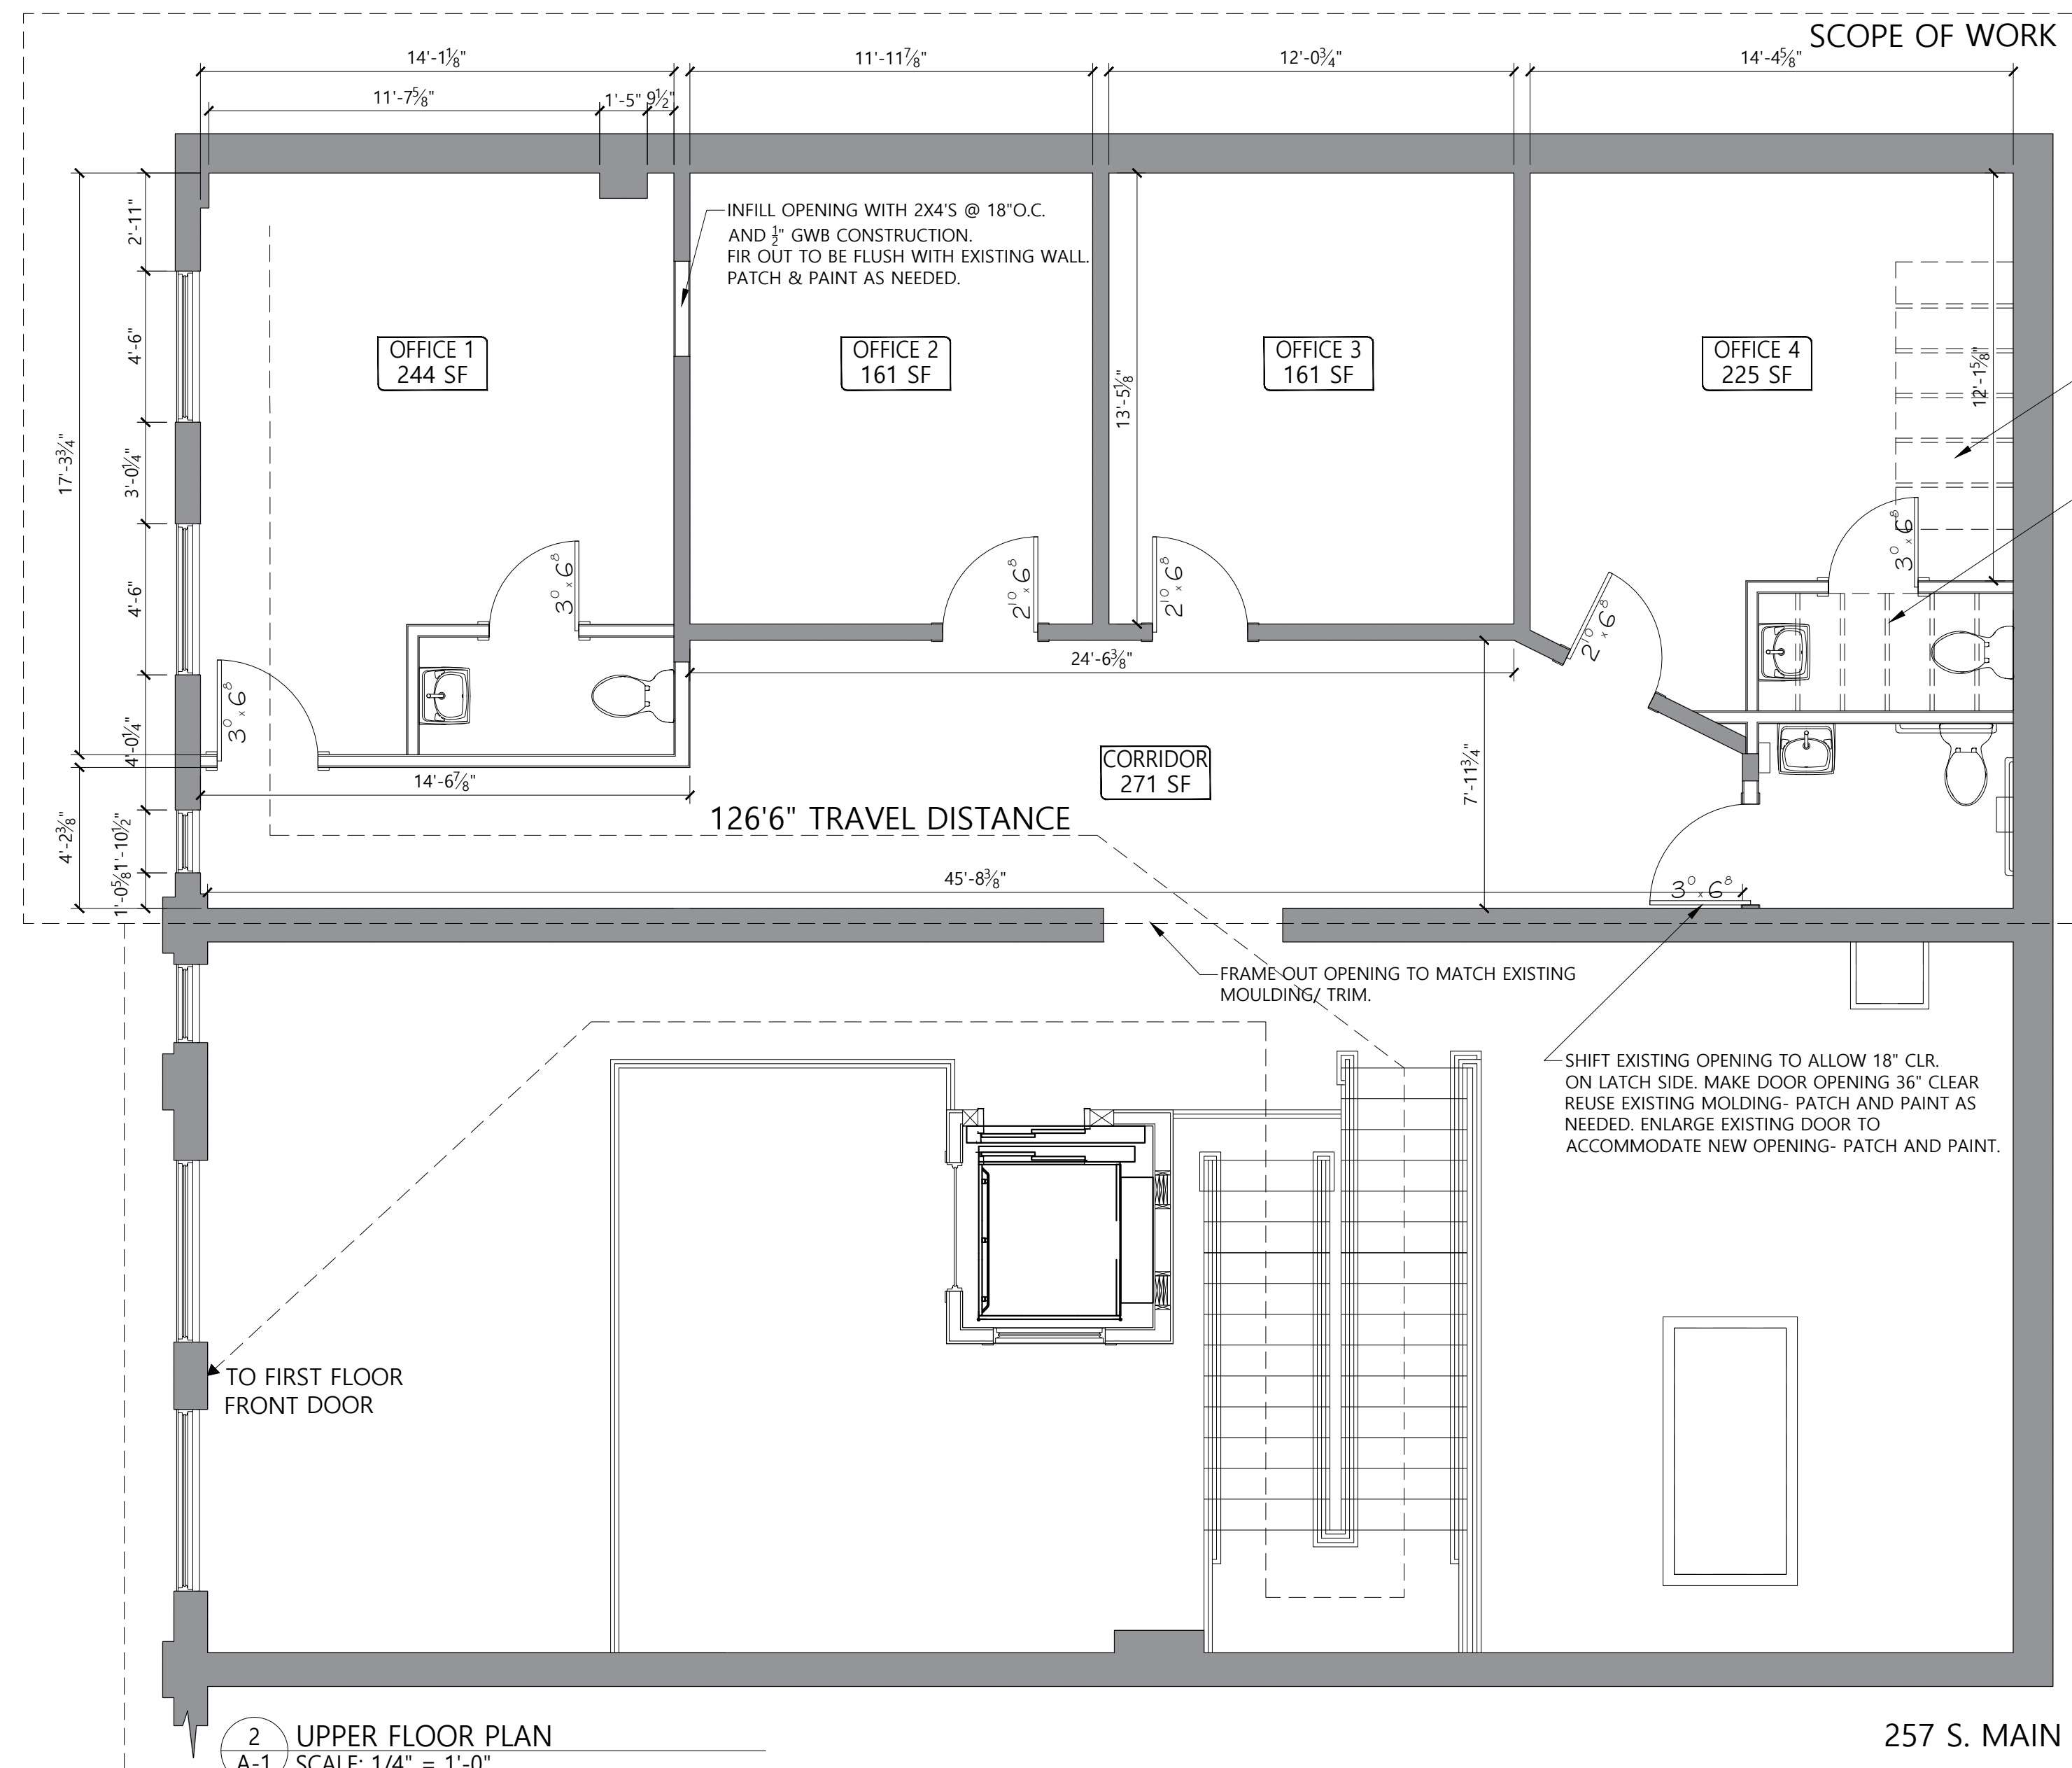 SCOPE OF WORK
14'-1⅛"
11'-11⅞"
12'-0¾"
14'-4⅝"
11'-7⅝"
1'-5"
9½"
2'-11"
4'-6"
17'-3¾"
3'-0¼"
4'-6"
4'-0¼"
1'-10½"
4'-2⅜"
1'-0⅝"
INFILL OPENING WITH 2X4'S @ 18"O.C.
AND ½" GWB CONSTRUCTION.
FIR OUT TO BE FLUSH WITH EXISTING WALL.
PATCH & PAINT AS NEEDED.
OFFICE 1
244 SF
OFFICE 2
161 SF
OFFICE 3
161 SF
OFFICE 4
225 SF
13'-5⅛"
12'-1⅝"
3⁰ x 6⁸
2¹⁰ x 6⁸
2¹⁰ x 6⁸
2¹⁰ x 6⁸
3⁰ x 6⁸
3⁰ x 6⁸
24'-6⅜"
14'-6⅞"
CORRIDOR
271 SF
7'-11¾"
126'6" TRAVEL DISTANCE
45'-8⅜"
3⁰ x 6⁸
FRAME OUT OPENING TO MATCH EXISTING
MOULDING/ TRIM.
SHIFT EXISTING OPENING TO ALLOW 18" CLR.
ON LATCH SIDE. MAKE DOOR OPENING 36" CLEAR
REUSE EXISTING MOLDING- PATCH AND PAINT AS
NEEDED. ENLARGE EXISTING DOOR TO
ACCOMMODATE NEW OPENING- PATCH AND PAINT.
TO FIRST FLOOR
FRONT DOOR
2
A-1
UPPER FLOOR PLAN
SCALE: 1/4" = 1'-0"
257 S. MAIN